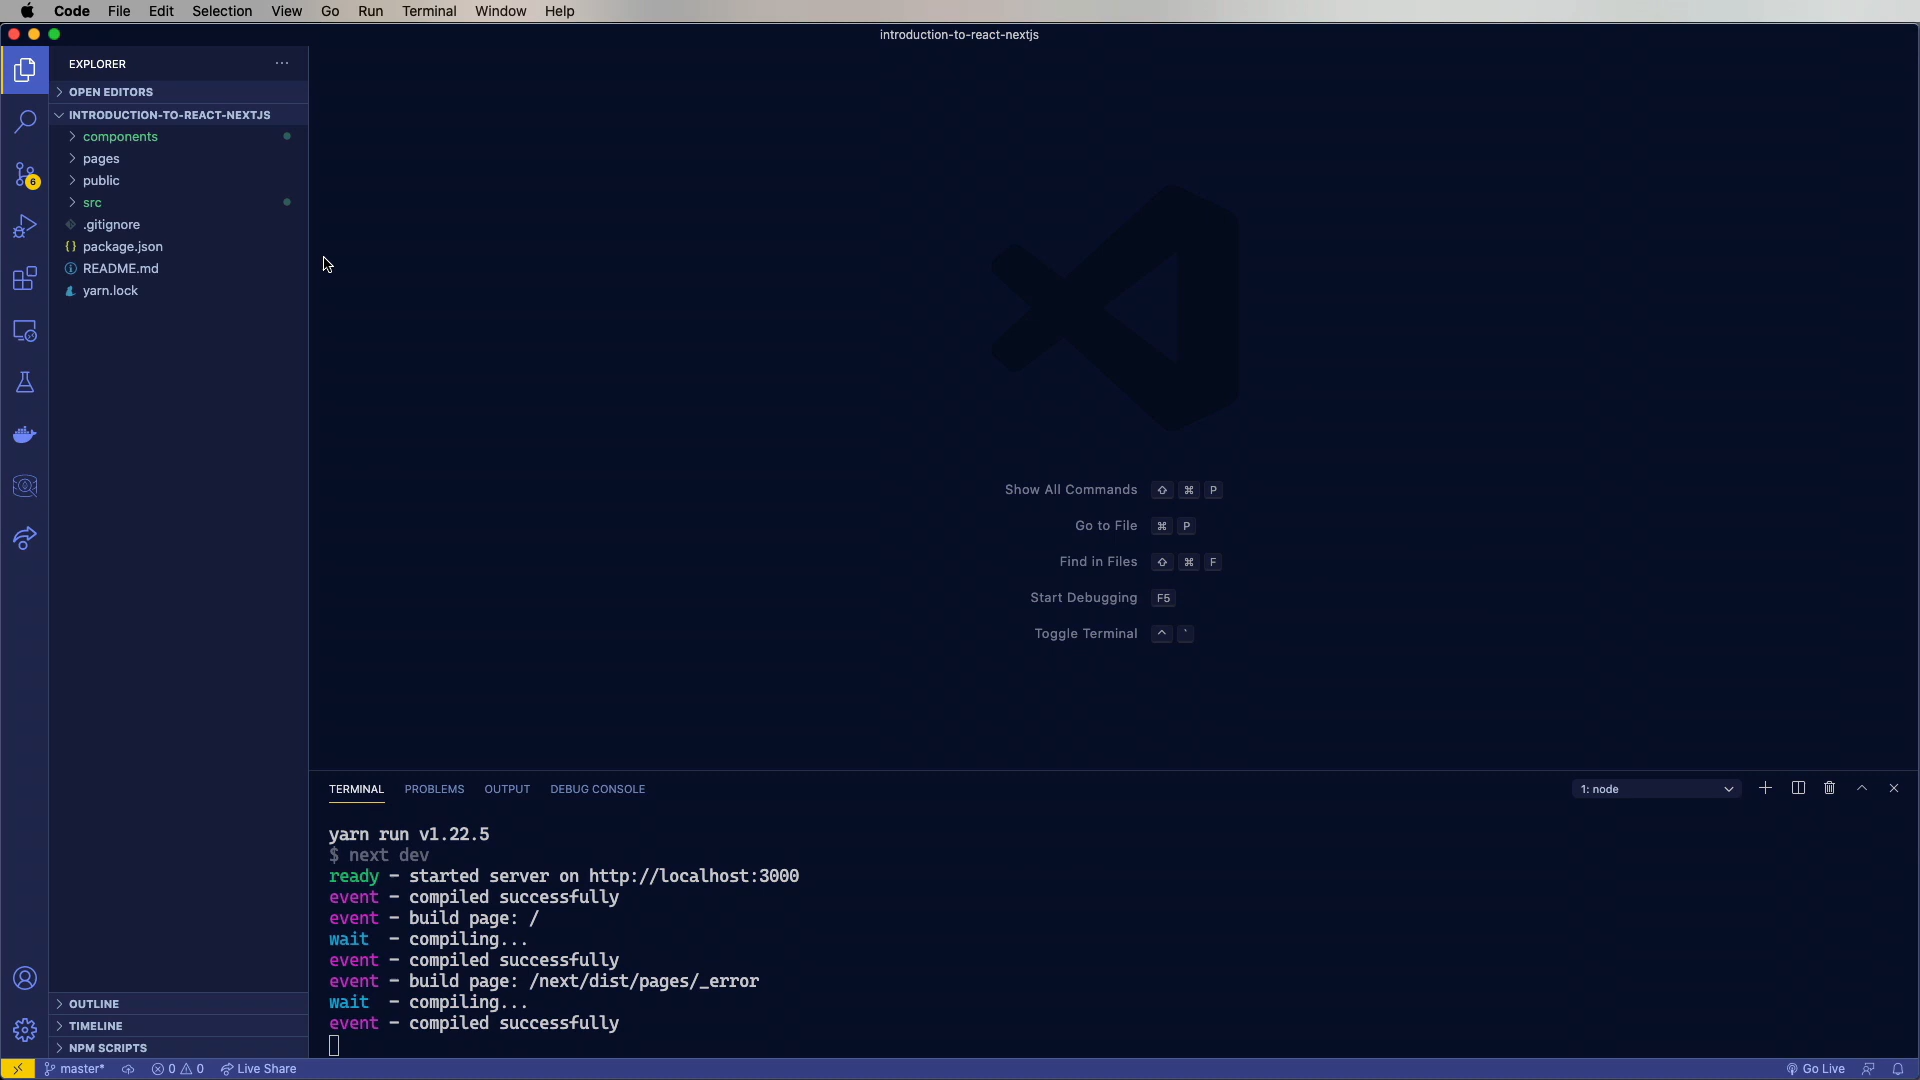 Code File Edit Selection View Go Run Terminal Window Help
introduction-to-react-nextjs
EXPLORER
OPEN EDITORS
INTRODUCTION-TO-REACT-NEXTJS
components
pages
public
src
.gitignore
package.json
README.md
yarn.lock
6
Show All Commands ⇧ ⌘ P
Go to File ⌘ P
Find in Files ⇧ ⌘ F
Start Debugging F5
Toggle Terminal ^ `
TERMINAL PROBLEMS OUTPUT DEBUG CONSOLE
1: node
yarn run v1.22.5
$ next dev
ready - started server on http://localhost:3000
event - compiled successfully
event - build page: /
wait - compiling...
event - compiled successfully
event - build page: /next/dist/pages/_error
wait - compiling...
event - compiled successfully
OUTLINE
TIMELINE
NPM SCRIPTS
master* 0 0 Live Share
Go Live